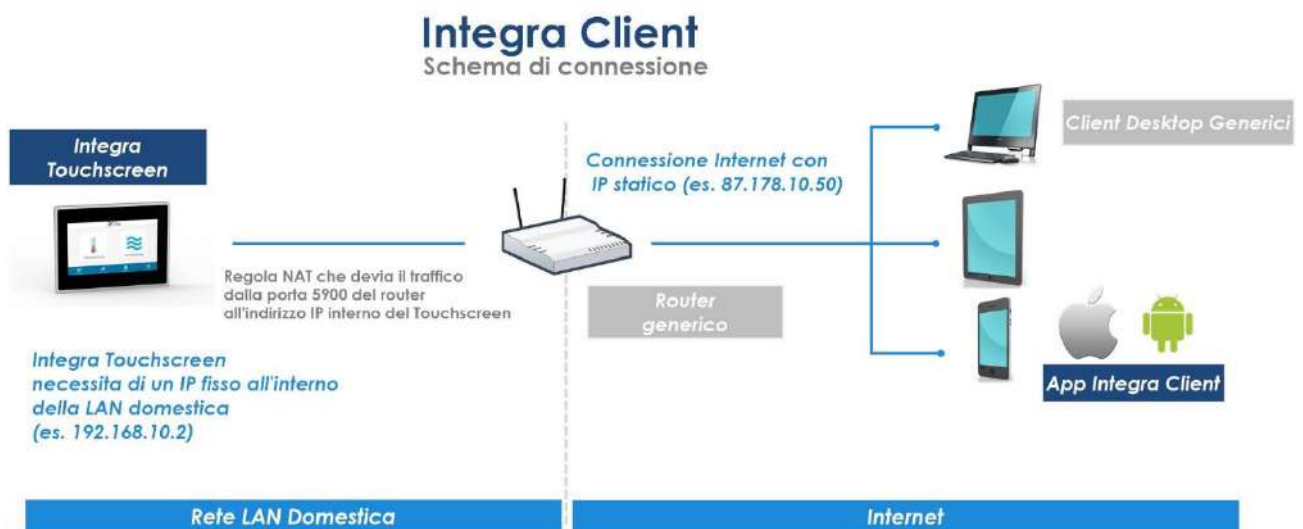 Integra Client
Schema di connessione
Integra
Touchscreen
Connessione Internet con
IP statico (es. 87.178.10.50)
Client Desktop Generici
Regola NAT che devia il traffico
dalla porta 5900 del router
all'indirizzo IP interno del Touchscreen
Router
generico
Integra Touchscreen
necessita di un IP fisso all'interno
della LAN domestica
(es. 192.168.10.2)
App Integra Client
Rete LAN Domestica
Internet